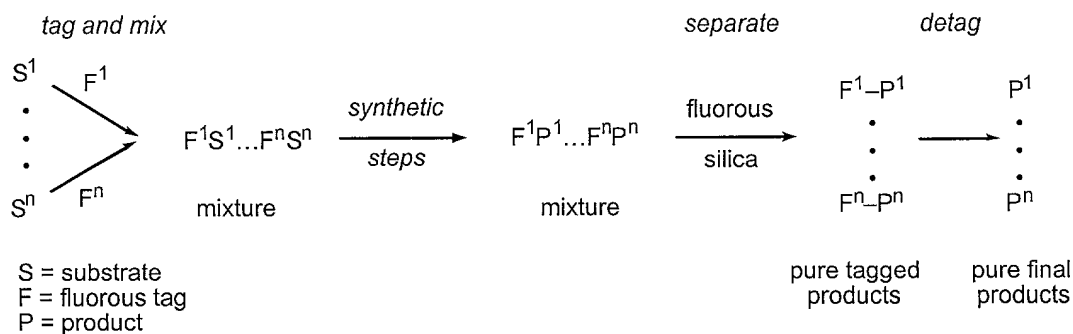 tag and mix
separate
detag
S¹
F¹
Sⁿ
Fⁿ
F¹S¹...FⁿSⁿ
mixture
synthetic
steps
F¹P¹...FⁿPⁿ
mixture
fluorous
silica
F¹–P¹
Fⁿ–Pⁿ
pure tagged
products
P¹
Pⁿ
pure final
products
S = substrate
F = fluorous tag
P = product